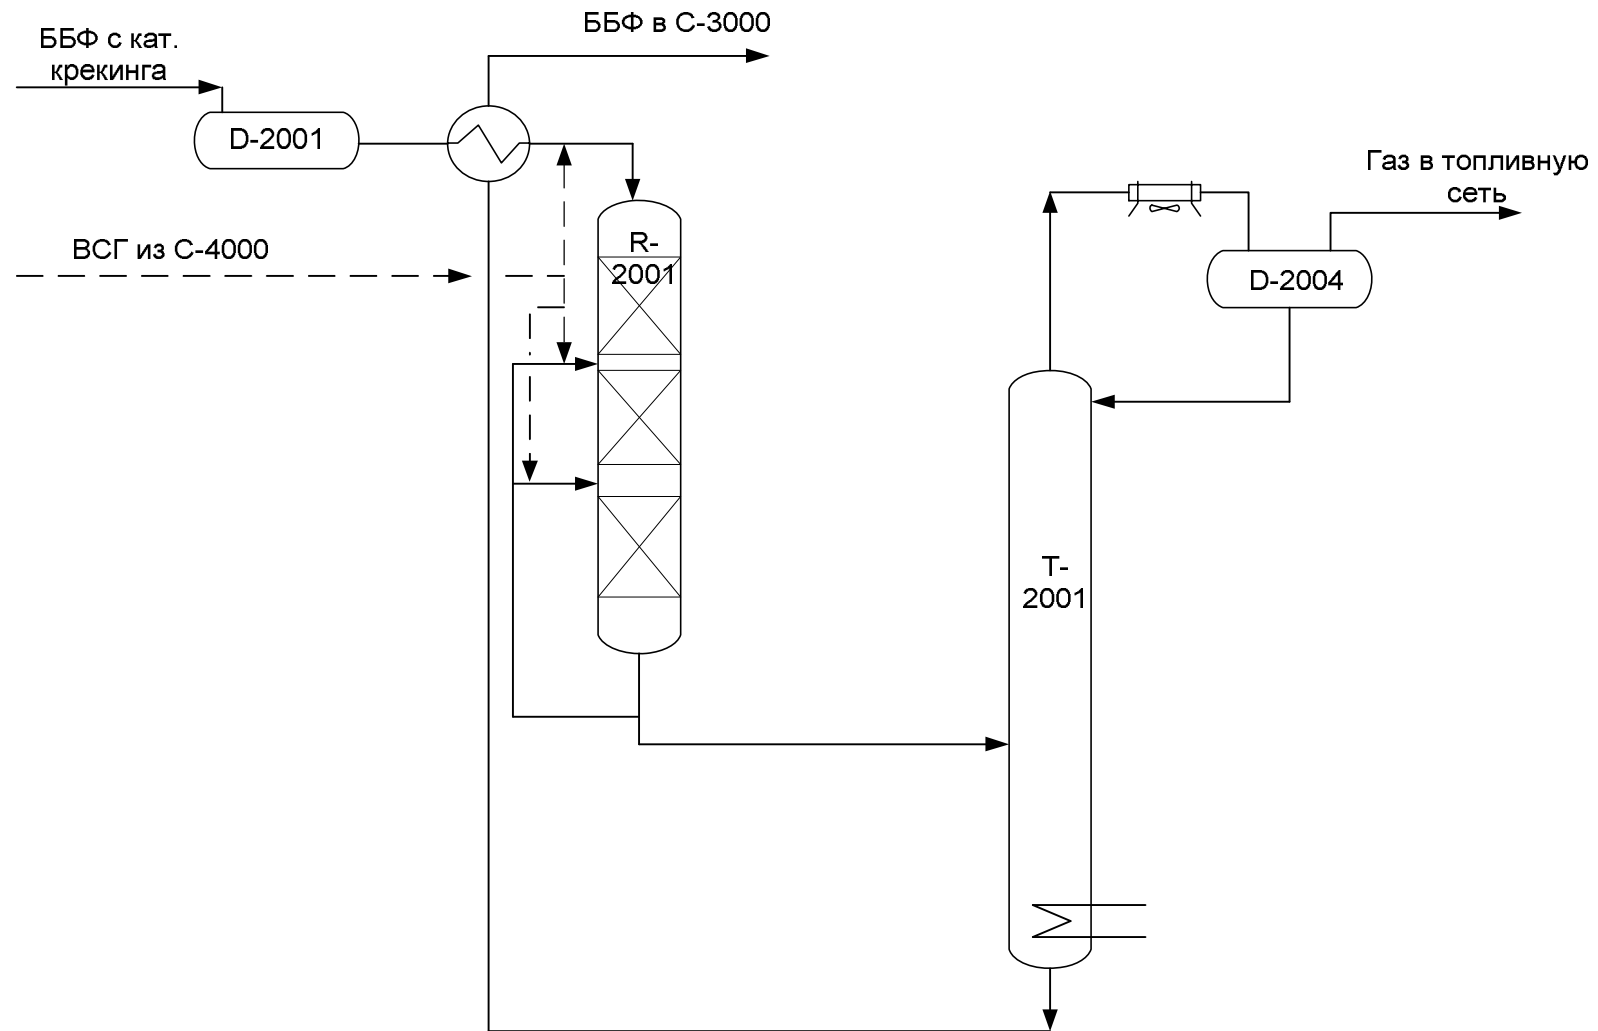 ББФ в С-3000
ББФ с кат.
крекинга
D-2001
Газ в топливную
сеть
ВСГ из С-4000
R-
2001
D-2004
T-
2001